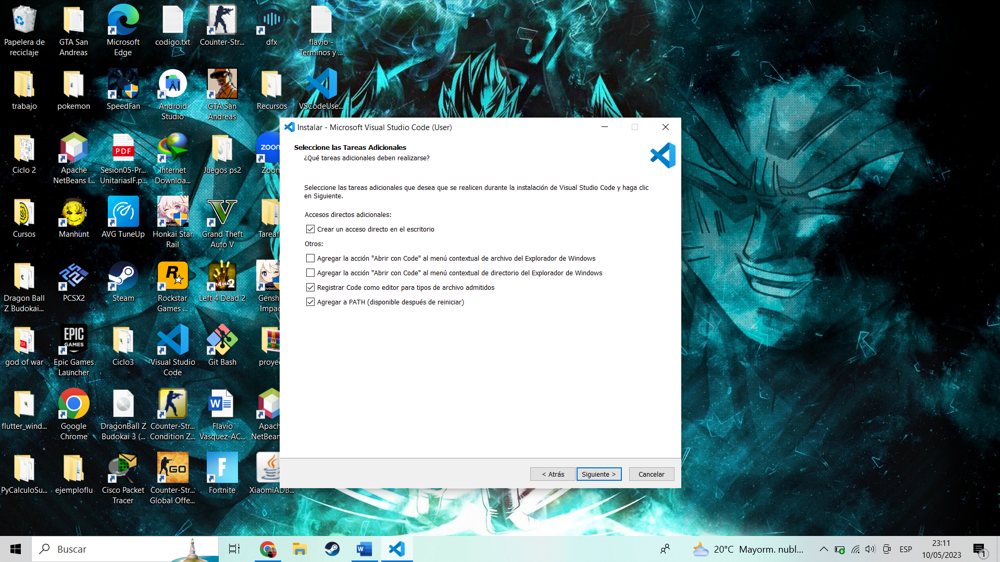 Papelera de
reciclaje
GTA San
Andreas
Microsoft
Edge
codigo.txt
Counter-Str...
dfx
flavio -
Terminos y ...
trabajo
pokemon
SpeedFan
Android
Studio
GTA San
Andreas
Recursos
VSCodeUse...
Ciclo 2
Apache
NetBeans I...
PDF
Sesion05-Pr...
UnitariasIF.p...
Internet
Downloa...
Juegos ps2
zoom
Zoom
Cursos
Manhunt
AVG TuneUp
Honkai Star
Rail
Grand Theft
Auto V
Tareaf
Dragon Ball
Z Budokai...
PCSX2
Steam
Rockstar
Games ...
Left 4 Dead 2
Gensh
Impac
god of war
EPIC
GAMES
Epic Games
Launcher
Ciclo3
Visual Studio
Code
Git Bash
proyec
flutter_wind...
Google
Chrome
DragonBall Z
Budokai 3 (...
Counter-Str...
Condition Z...
Flavio
Vasquez-AC...
Apach
NetBean
PyCalculoSu...
ejemploflu
Cisco Packet
Tracer
GO
Counter-Str...
Global Offe...
Fortnite
XiaomiADB...
Instalar - Microsoft Visual Studio Code (User)
Seleccione las Tareas Adicionales
¿Qué tareas adicionales deben realizarse?
Seleccione las tareas adicionales que desea que se realicen durante la instalación de Visual Studio Code y haga clic
en Siguiente.
Accesos directos adicionales:
Crear un acceso directo en el escritorio
Otros:
Agregar la acción "Abrir con Code" al menú contextual de archivo del Explorador de Windows
Agregar la acción "Abrir con Code" al menú contextual de directorio del Explorador de Windows
Registrar Code como editor para tipos de archivo admitidos
Agregar a PATH (disponible después de reiniciar)
< Atrás
Siguiente >
Cancelar
Buscar
20°C Mayorm. nubl...
ESP
23:11
10/05/2023
1